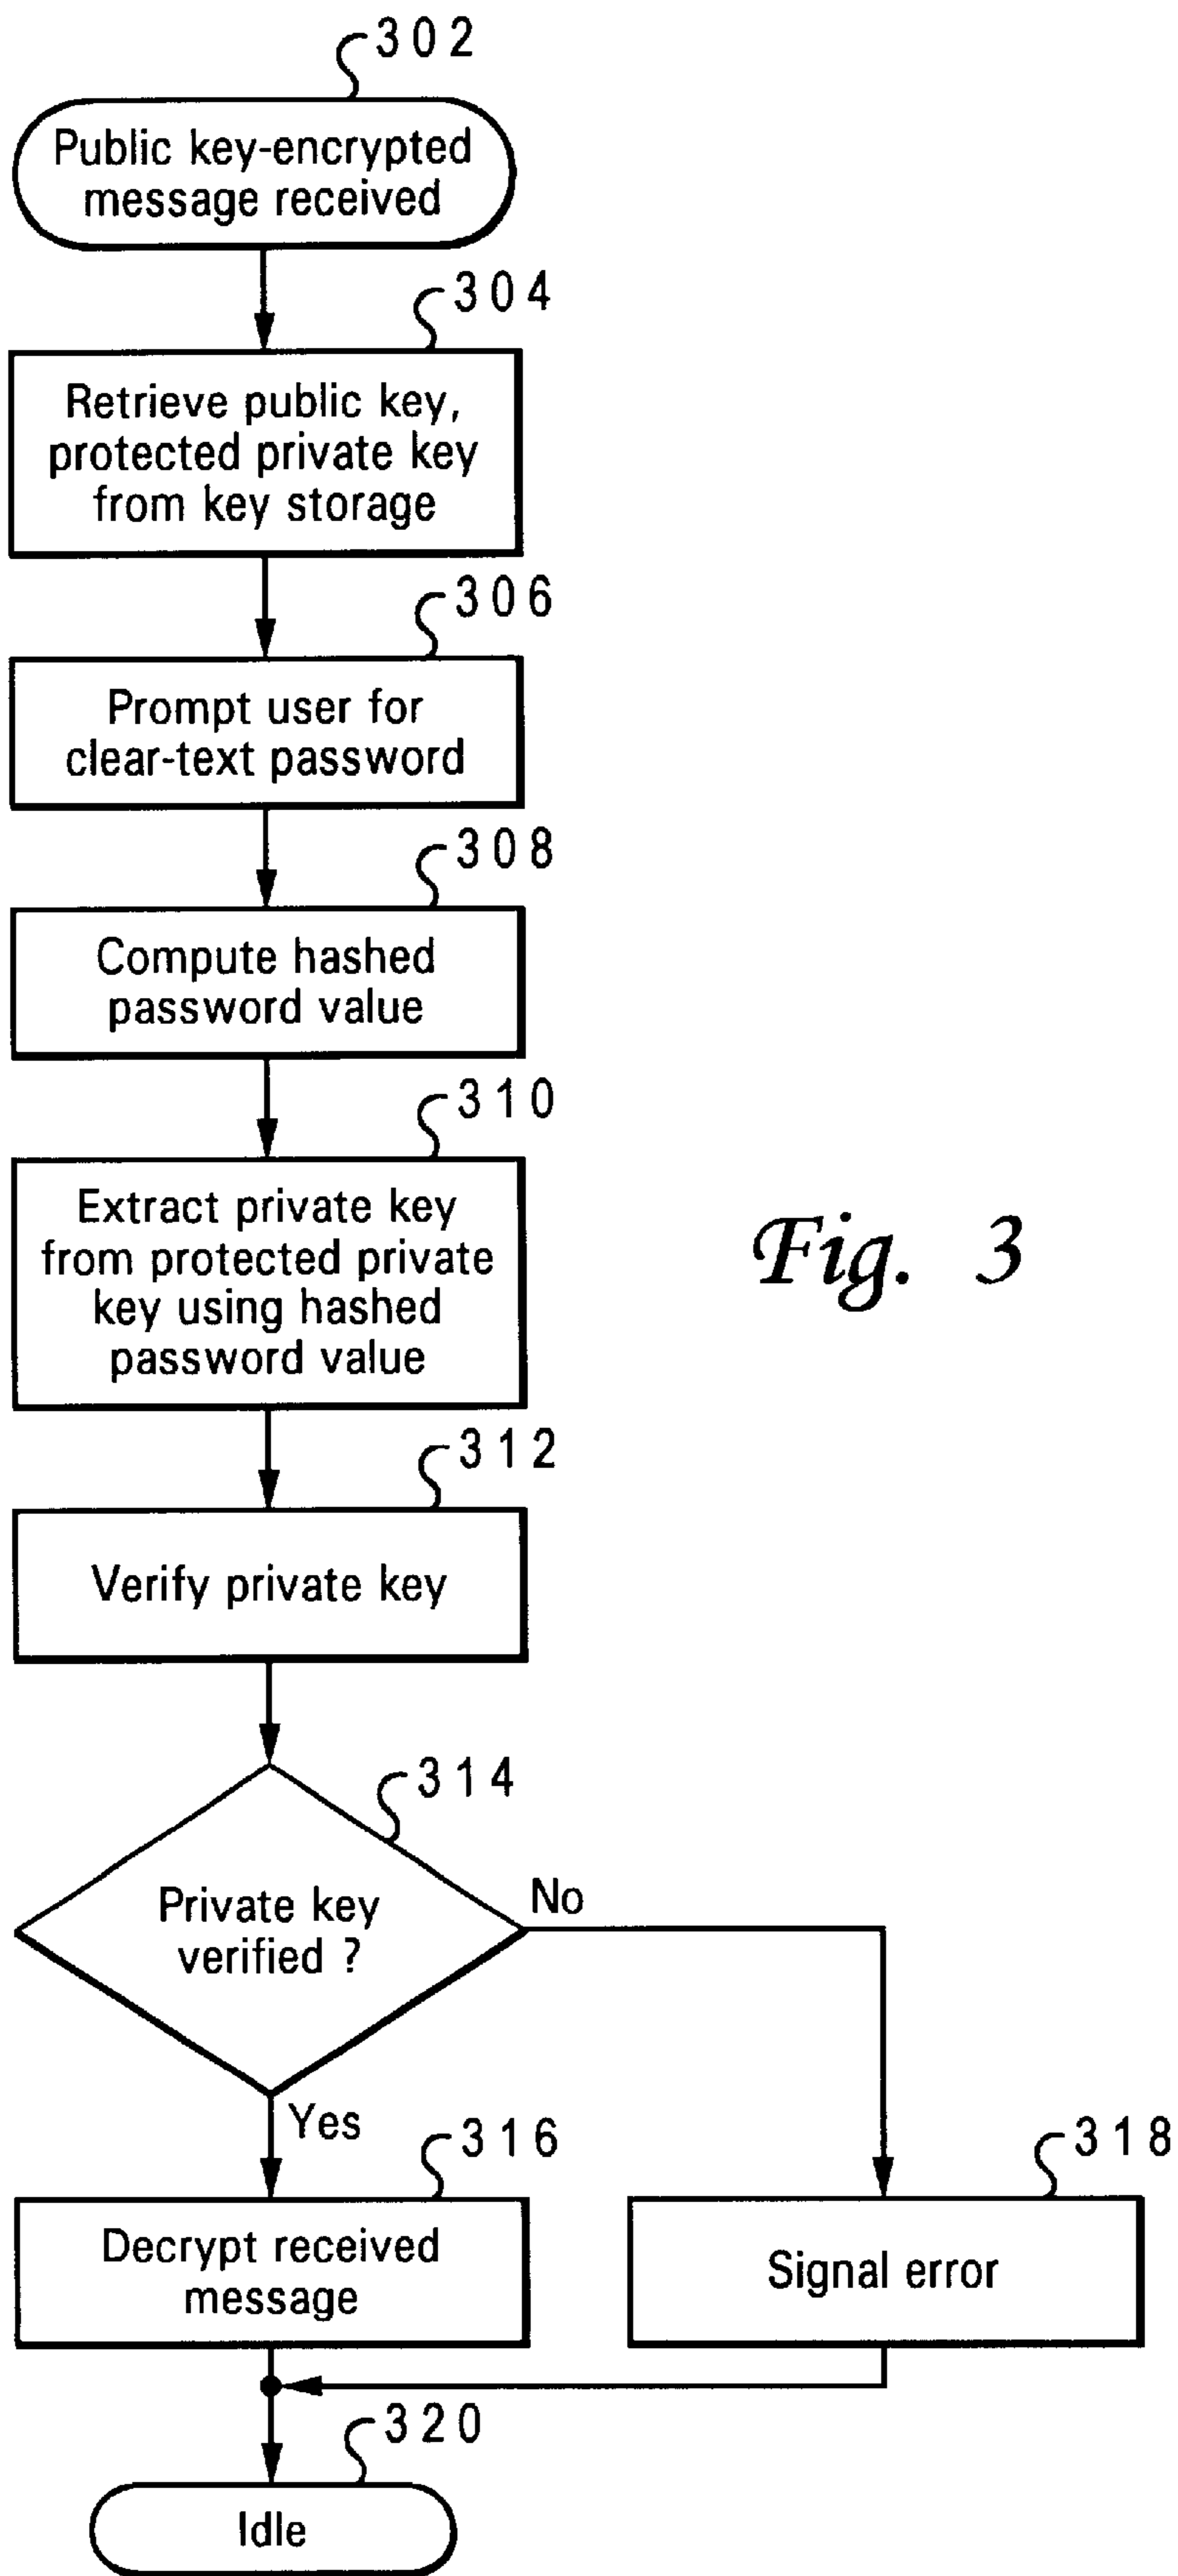 302
Public key-encrypted
message received
304
Retrieve public key,
protected private key
from key storage
306
Prompt user for
clear-text password
308
Compute hashed
password value
310
Extract private key
from protected private
key using hashed
password value
Fig. 3
312
Verify private key
314
Private key
verified ?
No
Yes
316
Decrypt received
message
318
Signal error
320
Idle